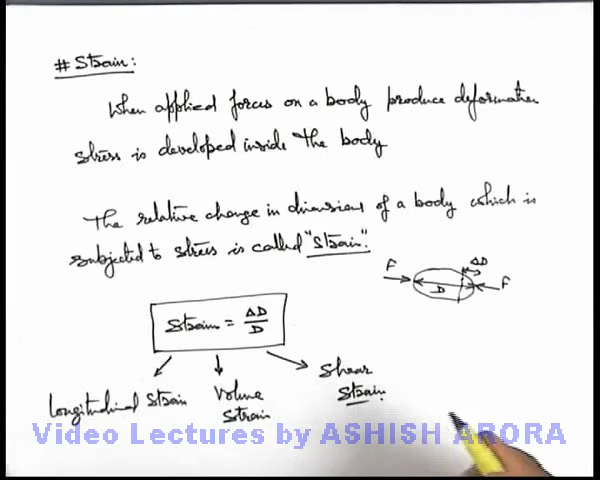 # Strain:
When applied forces on a body produce deformation
stress is developed inside the body
The relative change in dimensions of a body which is
subjected to stress is called "Strain".
F ΔD
D F
Strain = ΔD/D
Longitudinal Strain Volume Strain Shear Strain
Video Lectures by ASHISH ARORA